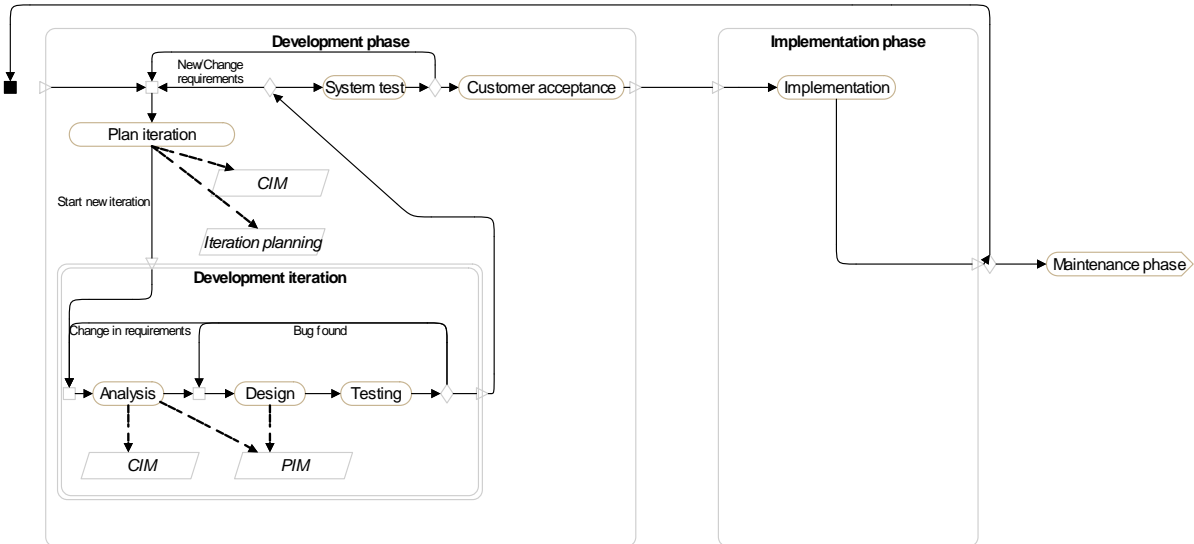 Development phase
Implementation phase
New/Change
requirements
System test
Customer acceptance
Implementation
Plan iteration
CIM
Start new iteration
Iteration planning
Maintenance phase
Development iteration
Change in requirements
Bug found
Analysis
Design
Testing
CIM
PIM